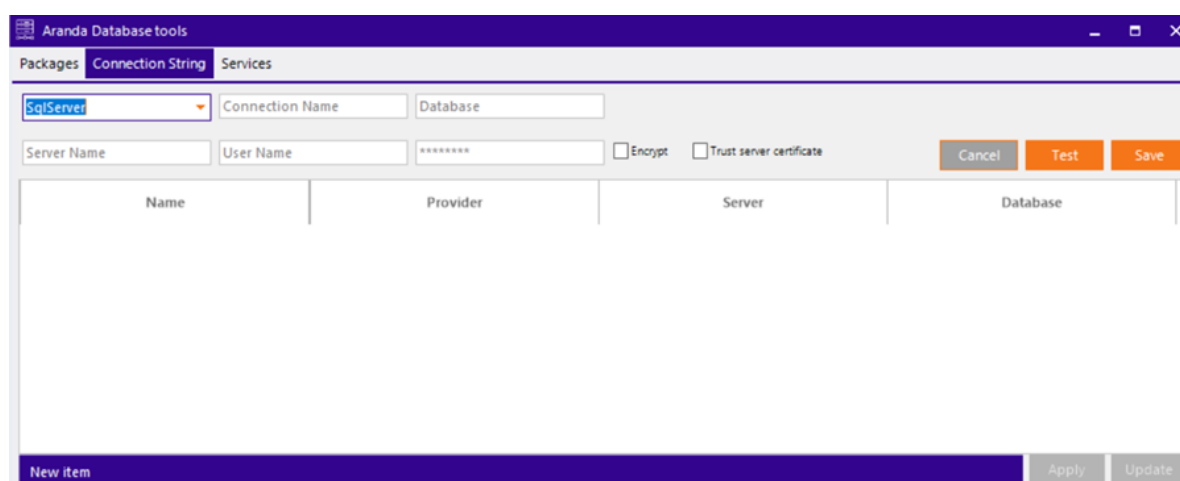 Aranda Database tools
Packages Connection String Services
SqlServer Connection Name Database
Server Name User Name ******** Encrypt Trust server certificate Cancel Test Save
Name Provider Server Database
New item Apply Update